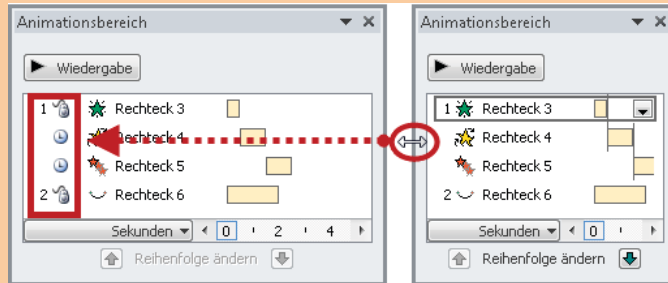 Animationsbereich
Wiedergabe
1 Rechteck 3
Rechteck 4
Rechteck 5
2 Rechteck 6
Sekunden 0 2 4
Reihenfolge ändern
Animationsbereich
Wiedergabe
1 Rechteck 3
Rechteck 4
Rechteck 5
2 Rechteck 6
Sekunden 0
Reihenfolge ändern